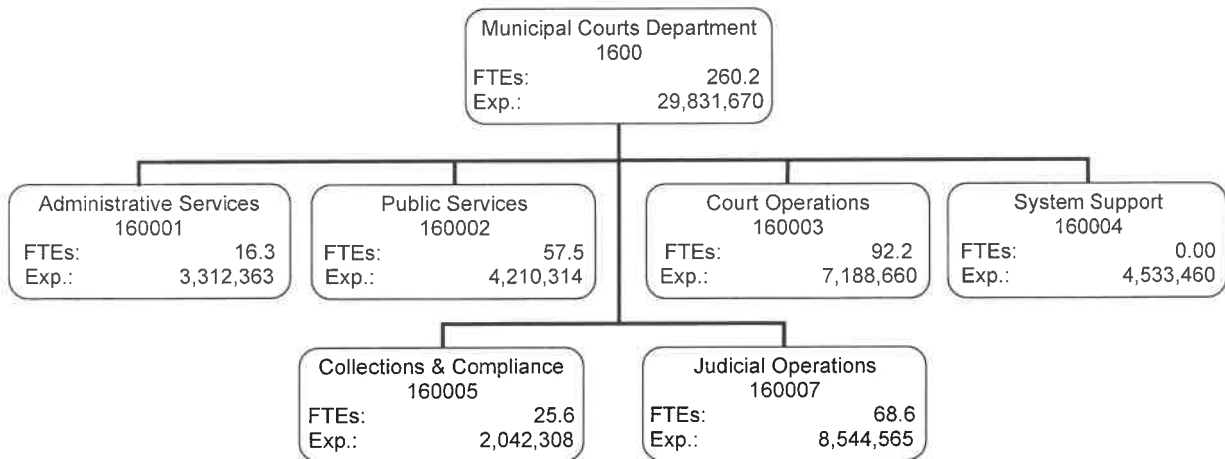 Municipal Courts Department
1600
FTEs: 260.2
Exp.: 29,831,670
Administrative Services
160001
FTEs: 16.3
Exp.: 3,312,363
Public Services
160002
FTEs: 57.5
Exp.: 4,210,314
Court Operations
160003
FTEs: 92.2
Exp.: 7,188,660
System Support
160004
FTEs: 0.00
Exp.: 4,533,460
Collections & Compliance
160005
FTEs: 25.6
Exp.: 2,042,308
Judicial Operations
160007
FTEs: 68.6
Exp.: 8,544,565